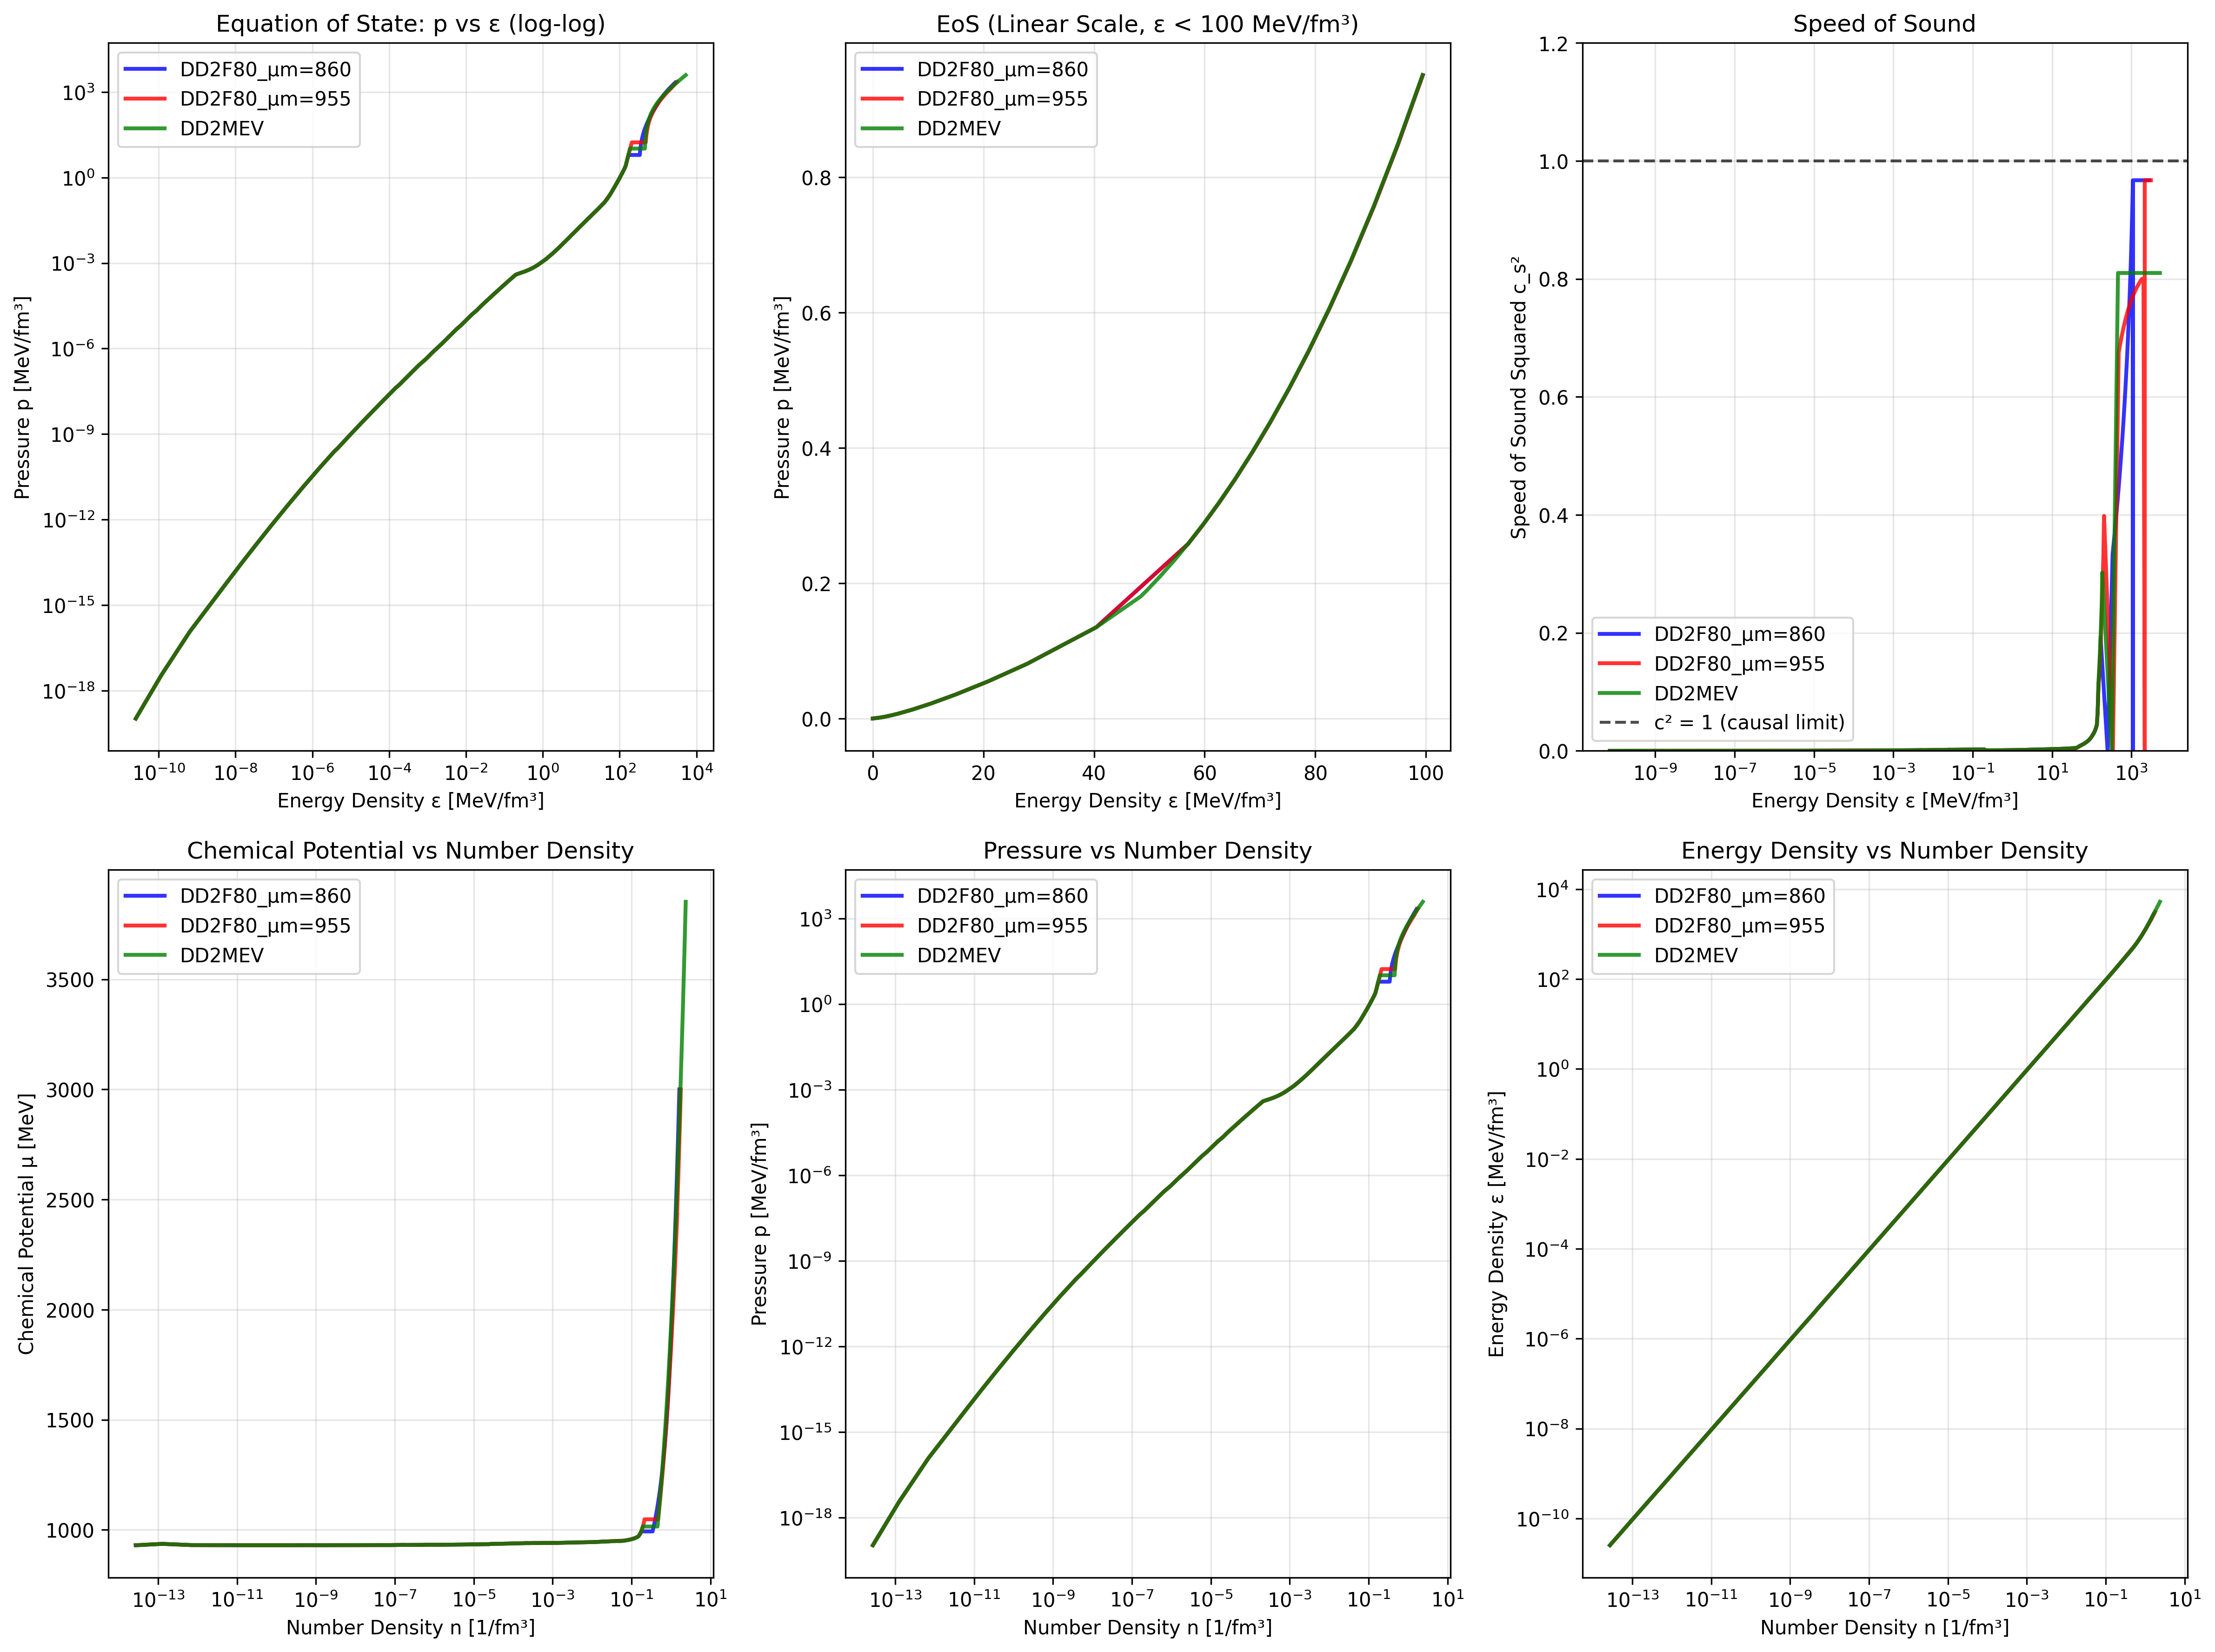 Equation of State: p vs ε (log-log)
DD2F80_μm=860
DD2F80_μm=955
DD2MEV
10³
10⁰
10⁻³
10⁻⁶
10⁻⁹
10⁻¹²
10⁻¹⁵
10⁻¹⁸
Pressure p [MeV/fm³]
10⁻¹⁰ 10⁻⁸ 10⁻⁶ 10⁻⁴ 10⁻² 10⁰ 10² 10⁴
Energy Density ε [MeV/fm³]
EoS (Linear Scale, ε < 100 MeV/fm³)
DD2F80_μm=860
DD2F80_μm=955
DD2MEV
0.8
0.6
0.4
0.2
0.0
Pressure p [MeV/fm³]
0 20 40 60 80 100
Energy Density ε [MeV/fm³]
Speed of Sound
1.2
1.0
0.8
0.6
0.4
0.2
0.0
Speed of Sound Squared c_s²
DD2F80_μm=860
DD2F80_μm=955
DD2MEV
c² = 1 (causal limit)
10⁻⁹ 10⁻⁷ 10⁻⁵ 10⁻³ 10⁻¹ 10¹ 10³
Energy Density ε [MeV/fm³]
Chemical Potential vs Number Density
DD2F80_μm=860
DD2F80_μm=955
DD2MEV
3500
3000
2500
2000
1500
1000
Chemical Potential μ [MeV]
10⁻¹³ 10⁻¹¹ 10⁻⁹ 10⁻⁷ 10⁻⁵ 10⁻³ 10⁻¹ 10¹
Number Density n [1/fm³]
Pressure vs Number Density
DD2F80_μm=860
DD2F80_μm=955
DD2MEV
10³
10⁰
10⁻³
10⁻⁶
10⁻⁹
10⁻¹²
10⁻¹⁵
10⁻¹⁸
Pressure p [MeV/fm³]
10⁻¹³ 10⁻¹¹ 10⁻⁹ 10⁻⁷ 10⁻⁵ 10⁻³ 10⁻¹ 10¹
Number Density n [1/fm³]
Energy Density vs Number Density
DD2F80_μm=860
DD2F80_μm=955
DD2MEV
10⁴
10²
10⁰
10⁻²
10⁻⁴
10⁻⁶
10⁻⁸
10⁻¹⁰
Energy Density ε [MeV/fm³]
10⁻¹³ 10⁻¹¹ 10⁻⁹ 10⁻⁷ 10⁻⁵ 10⁻³ 10⁻¹ 10¹
Number Density n [1/fm³]